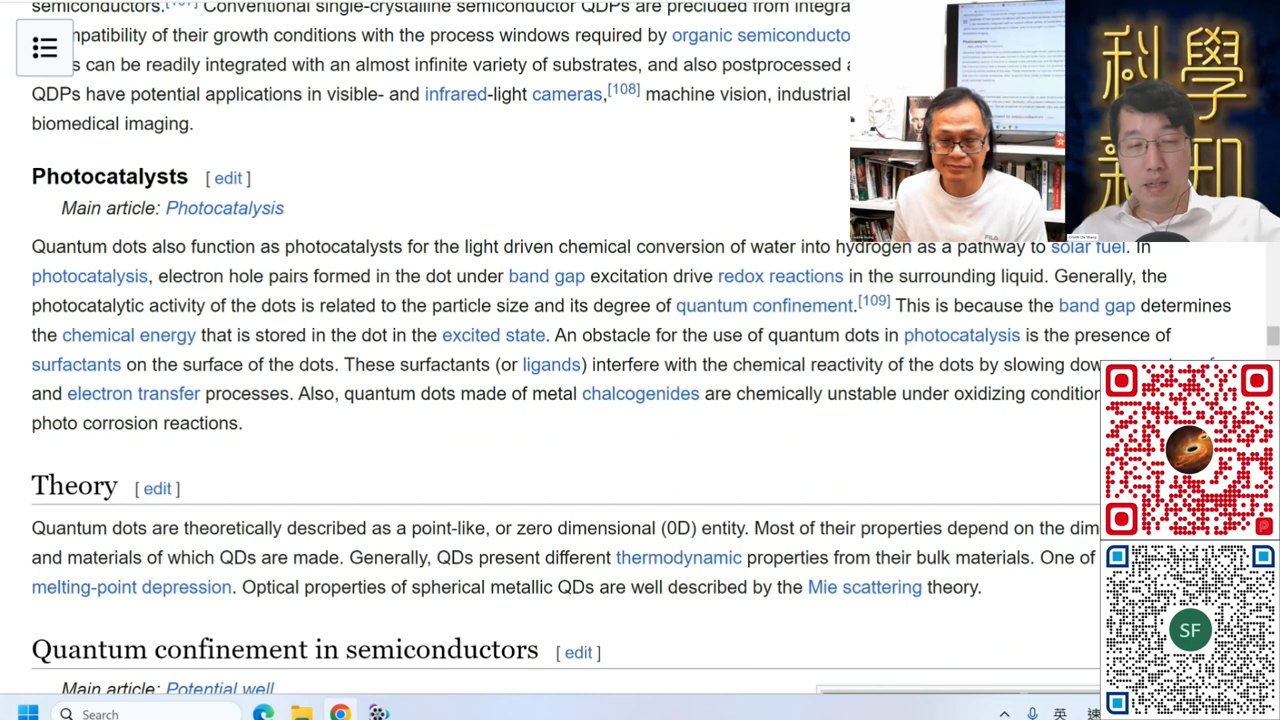 semiconductors.
Conventional single-crystalline semiconductor QDPs are precluded from integra
patibility of their growth conditions with the process windows required by organic semiconducto
can be readily integrated with an almost infinite variety of substrates, and also postprocessed a
QDPs have potential applications in visible- and infrared-light cameras,[108] machine vision, industrial
biomedical imaging.
Photocatalysts [ edit ]
Main article: Photocatalysis
Quantum dots also function as photocatalysts for the light driven chemical conversion of water into hydrogen as a pathway to solar fuel. In
photocatalysis, electron hole pairs formed in the dot under band gap excitation drive redox reactions in the surrounding liquid. Generally, the
photocatalytic activity of the dots is related to the particle size and its degree of quantum confinement.[109] This is because the band gap determines
the chemical energy that is stored in the dot in the excited state. An obstacle for the use of quantum dots in photocatalysis is the presence of
surfactants on the surface of the dots. These surfactants (or ligands) interfere with the chemical reactivity of the dots by slowing dow
and electron transfer processes. Also, quantum dots made of metal chalcogenides are chemically unstable under oxidizing condition
photo corrosion reactions.
Theory [ edit ]
Quantum dots are theoretically described as a point-like, or zero dimensional (0D) entity. Most of their properties depend on the dim
and materials of which QDs are made. Generally, QDs present different thermodynamic properties from their bulk materials. One of
melting-point depression. Optical properties of spherical metallic QDs are well described by the Mie scattering theory.
Quantum confinement in semiconductors [ edit ]
Main article: Potential well
科學
新知
FILA
SF
Search
英
速